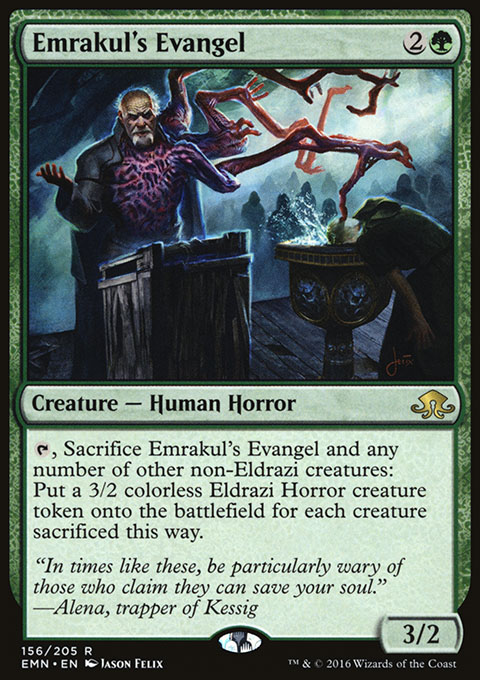 Emrakul's Evangel 2
Felix
Creature — Human Horror
, Sacrifice Emrakul's Evangel and any
number of other non-Eldrazi creatures:
Put a 3/2 colorless Eldrazi Horror creature
token onto the battlefield for each creature
sacrificed this way.
“In times like these, be particularly wary of
those who claim they can save your soul.”
—Alena, trapper of Kessig
3/2
156/205 R
EMN • EN Jason Felix
™ & © 2016 Wizards of the Coast